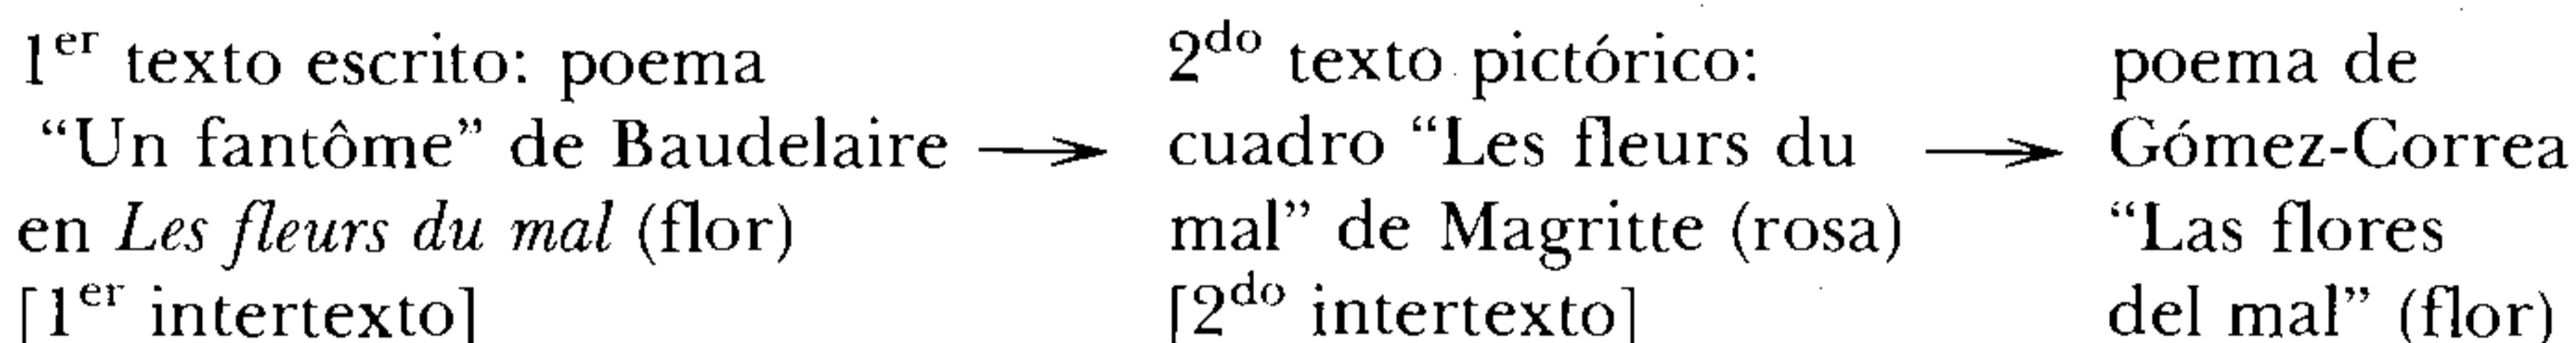 1er texto escrito: poema
“Un fantôme” de Baudelaire
en Les fleurs du mal (flor)
[1er intertexto]
2do texto pictórico:
cuadro “Les fleurs du
mal” de Magritte (rosa)
[2do intertexto]
poema de
Gómez-Correa
“Las flores
del mal” (flor)